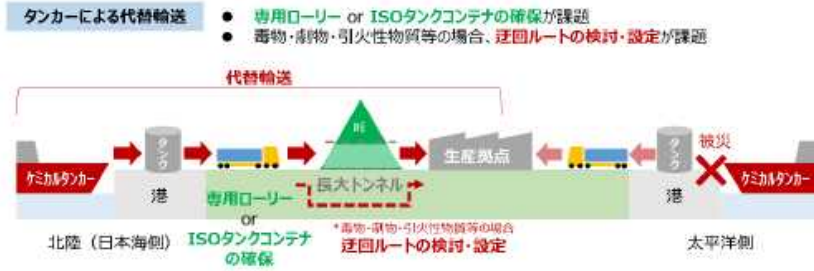 タンカーによる代替輸送
● 専用ローリー or ISOタンクコンテナの確保が課題
● 毒物・劇物・引火性物質等の場合、迂回ルートの検討・設定が課題
代替輸送
タンク
生産拠点
タンク
被災
ケミカルタンカー
ケミカルタンカー
長大トンネル
港
港
専用ローリー
or
ISOタンクコンテナ
の確保
*毒物・劇物・引火性物質等の場合
迂回ルートの検討・設定
北陸（日本海側）
太平洋側